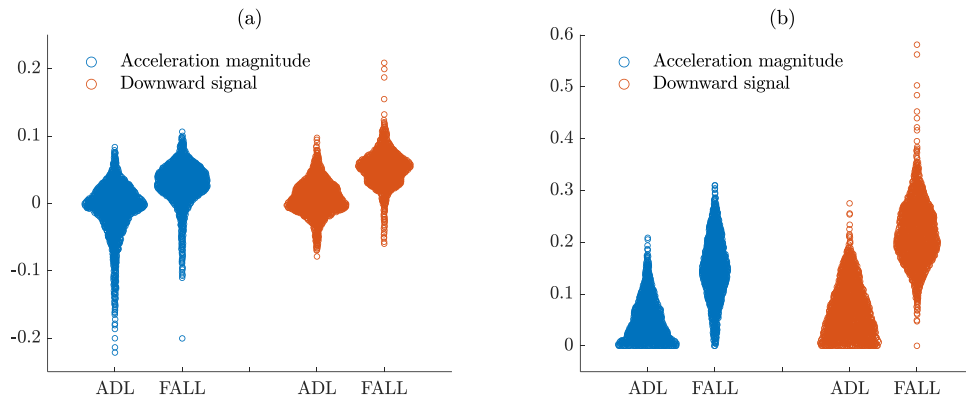 (a)
Acceleration magnitude
Downward signal
0.2
0.1
0
-0.1
-0.2
ADL FALL ADL FALL
(b)
Acceleration magnitude
Downward signal
0.6
0.5
0.4
0.3
0.2
0.1
0
ADL FALL ADL FALL